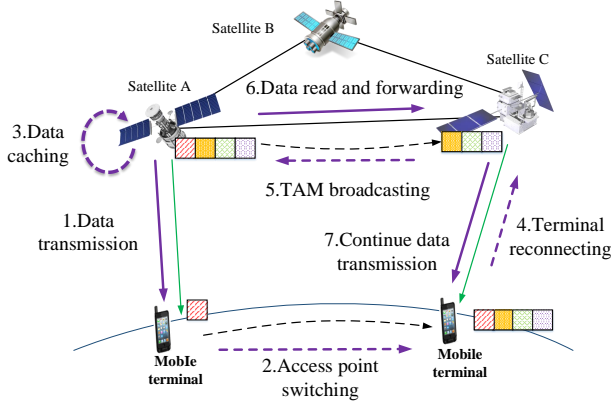 Satellite B
Satellite A
Satellite C
6.Data read and forwarding
3.Data
caching
5.TAM broadcasting
1.Data
transmission
4.Terminal
reconnecting
7.Continue data
transmission
MobIe
terminal
Mobile
terminal
2.Access point
switching